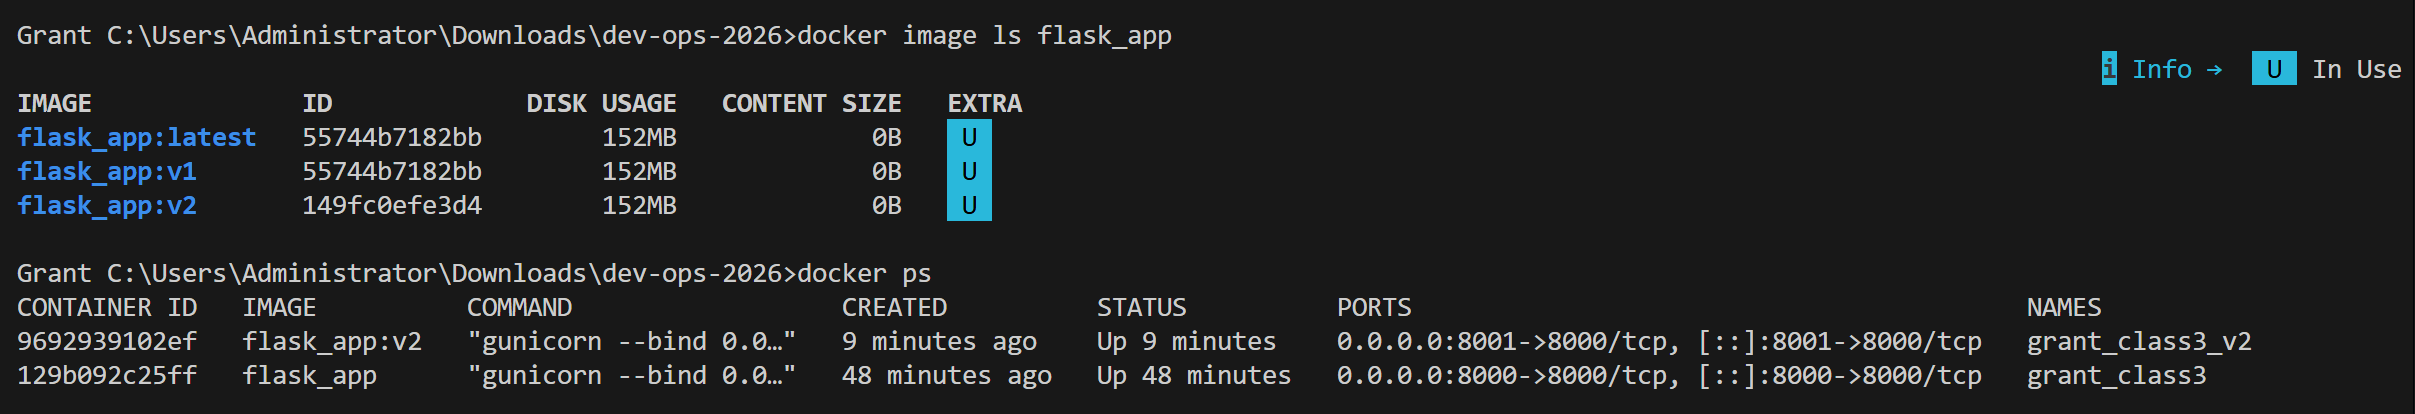 Grant C:\Users\Administrator\Downloads\dev-ops-2026>docker image ls flask_app
i Info → U In Use
IMAGE ID DISK USAGE CONTENT SIZE EXTRA
flask_app:latest 55744b7182bb 152MB 0B U
flask_app:v1 55744b7182bb 152MB 0B U
flask_app:v2 149fc0efe3d4 152MB 0B U
Grant C:\Users\Administrator\Downloads\dev-ops-2026>docker ps
CONTAINER ID IMAGE COMMAND CREATED STATUS PORTS NAMES
9692939102ef flask_app:v2 "gunicorn --bind 0.0…" 9 minutes ago Up 9 minutes 0.0.0.0:8001->8000/tcp, [::]:8001->8000/tcp grant_class3_v2
129b092c25ff flask_app "gunicorn --bind 0.0…" 48 minutes ago Up 48 minutes 0.0.0.0:8000->8000/tcp, [::]:8000->8000/tcp grant_class3